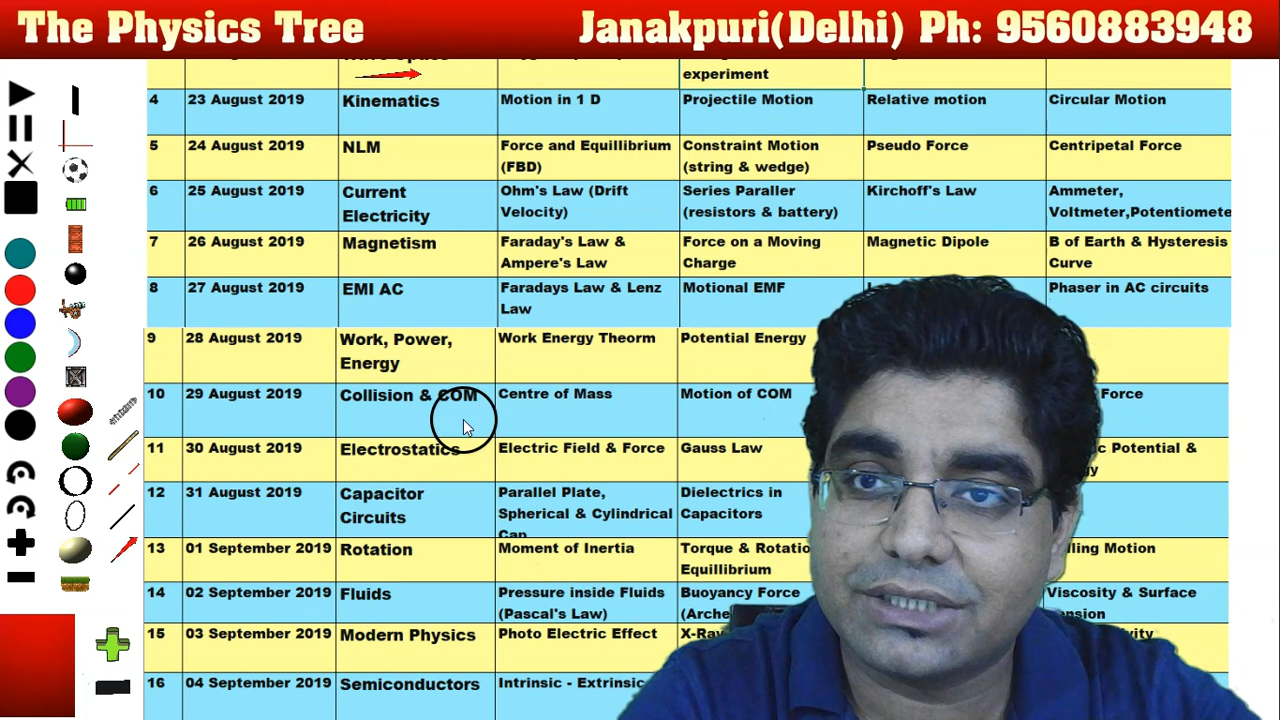 The Physics Tree Janakpuri(Delhi) Ph: 9560883948
experiment
4 23 August 2019 Kinematics Motion in 1 D Projectile Motion Relative motion Circular Motion
5 24 August 2019 NLM Force and Equillibrium Constraint Motion Pseudo Force Centripetal Force
(FBD) (string & wedge)
6 25 August 2019 Current Ohm's Law (Drift Series Paraller Kirchoff's Law Ammeter,
Electricity Velocity) (resistors & battery) Voltmeter,Potentiomete
7 26 August 2019 Magnetism Faraday's Law & Force on a Moving Magnetic Dipole B of Earth & Hysteresis
Ampere's Law Charge Curve
8 27 August 2019 EMI AC Faradays Law & Lenz Motional EMF Phaser in AC circuits
Law
9 28 August 2019 Work, Power, Work Energy Theorm Potential Energy
Energy
10 29 August 2019 Collision & COM Centre of Mass Motion of COM Force
11 30 August 2019 Electrostatics Electric Field & Force Gauss Law Potential &
12 31 August 2019 Capacitor Parallel Plate, Dielectrics in
Circuits Spherical & Cylindrical Capacitors
13 01 September 2019 Rotation Moment of Inertia Torque & Rotatio Motion
Equillibrium
14 02 September 2019 Fluids Pressure inside Fluids Buoyancy Force Viscosity & Surface
(Pascal's Law) (Arche
15 03 September 2019 Modern Physics Photo Electric Effect X-Ray
16 04 September 2019 Semiconductors Intrinsic - Extrinsic